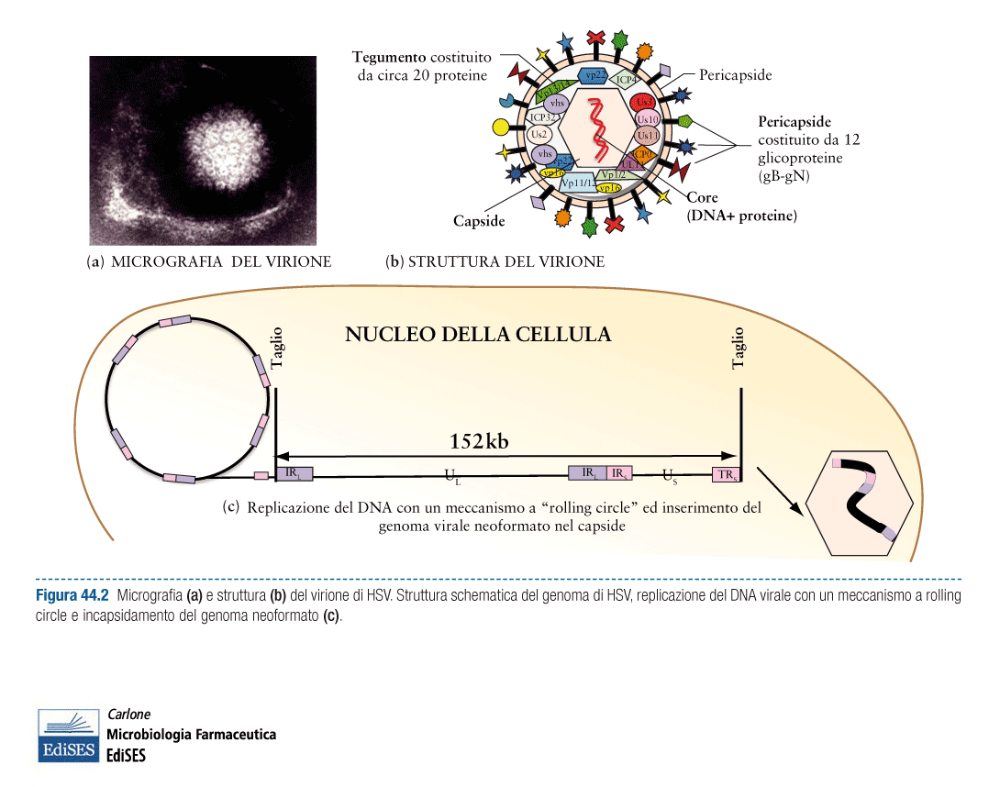 Tegumento costituito
da circa 20 proteine
Pericapside
Pericapside
costituito da 12
glicoproteine
(gB-gN)
Core
(DNA+ proteine)
Capside
vp22
ICP4
Vp13/14
vhs
Us3
ICP32
Us10
Us2
Us11
vhs
ICP0
vp22
vp16
Vp1/2
Vp11/12
vp16
(a) MICROGRAFIA DEL VIRIONE
(b) STRUTTURA DEL VIRIONE
NUCLEO DELLA CELLULA
Taglio
Taglio
152kb
IRL
UL
IRL
IRS
US
TRS
(c) Replicazione del DNA con un meccanismo a “rolling circle” ed inserimento del
genoma virale neoformato nel capside
Figura 44.2 Micrografia (a) e struttura (b) del virione di HSV. Struttura schematica del genoma di HSV, replicazione del DNA virale con un meccanismo a rolling
circle e incapsidamento del genoma neoformato (c).
EdiSES
Carlone
Microbiologia Farmaceutica
EdiSES